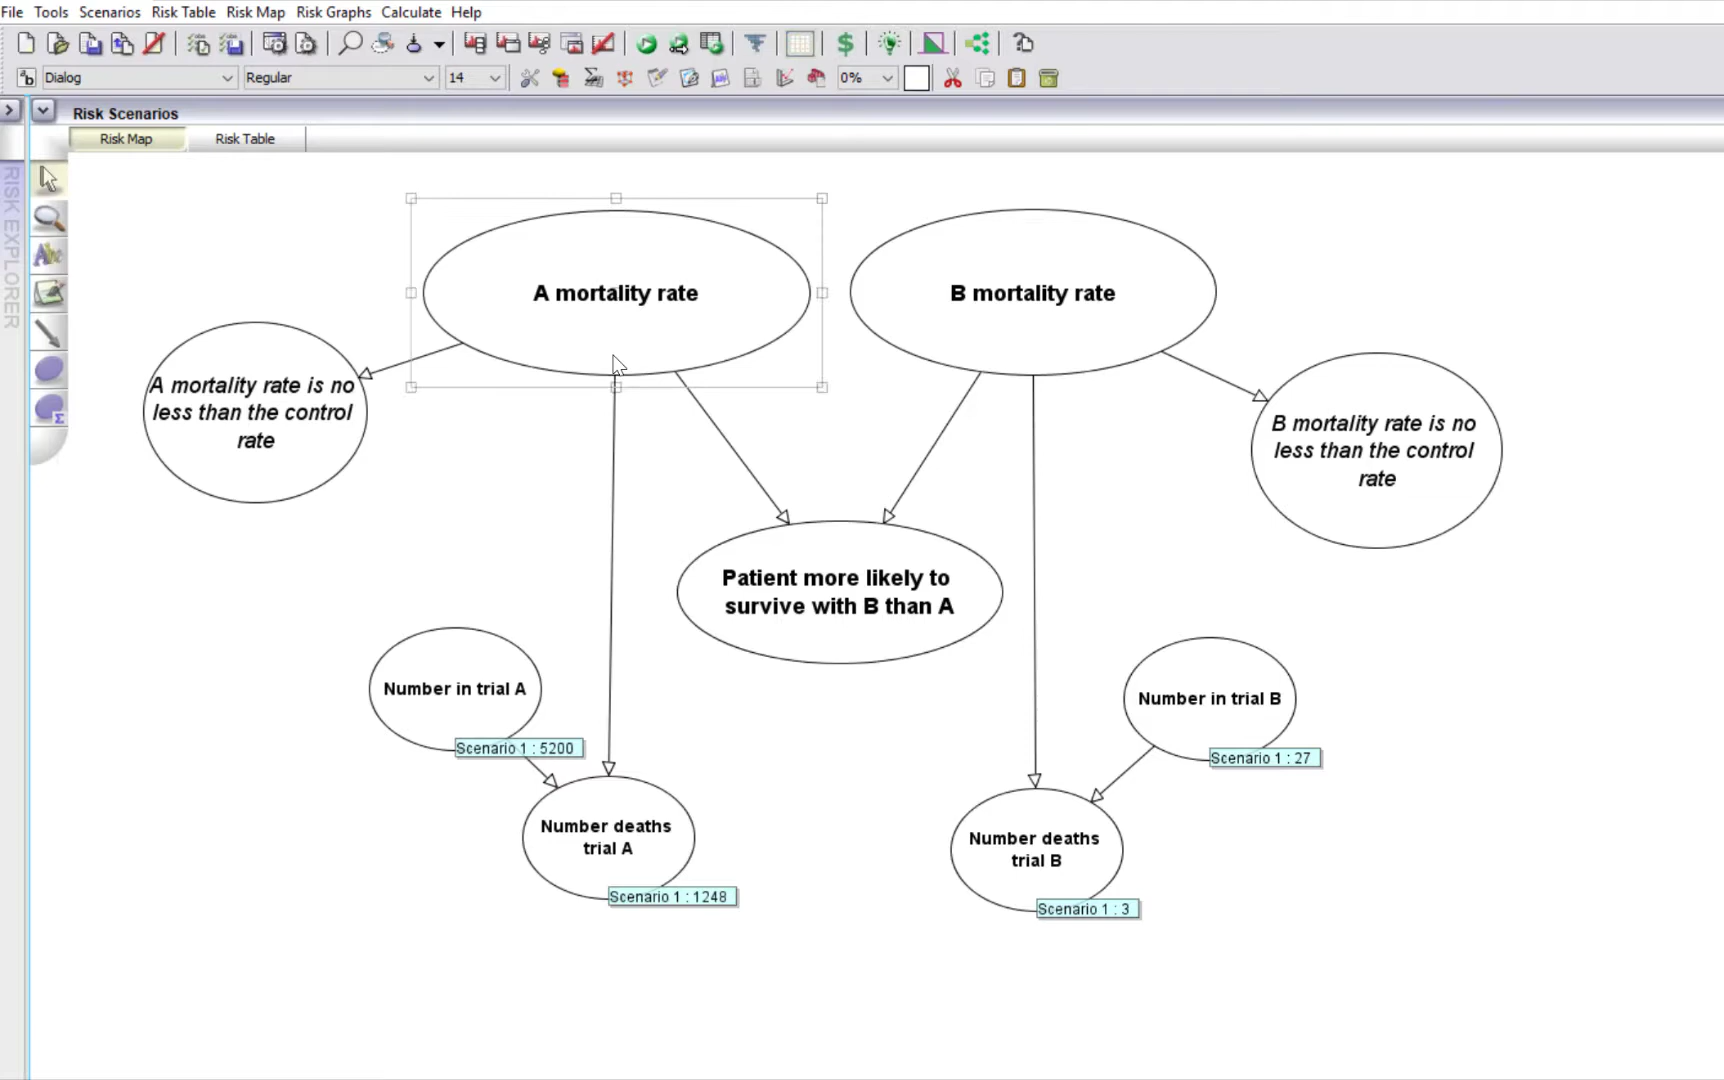 File Tools Scenarios Risk Table Risk Map Risk Graphs Calculate Help
Dialog Regular 14 0%
Risk Scenarios
Risk Map Risk Table
RISK EXPLORER
Abc
Σ
A mortality rate
B mortality rate
A mortality rate is no
less than the control
rate
B mortality rate is no
less than the control
rate
Patient more likely to
survive with B than A
Number in trial A
Scenario 1 : 5200
Number in trial B
Scenario 1 : 27
Number deaths
trial A
Scenario 1 : 1248
Number deaths
trial B
Scenario 1 : 3